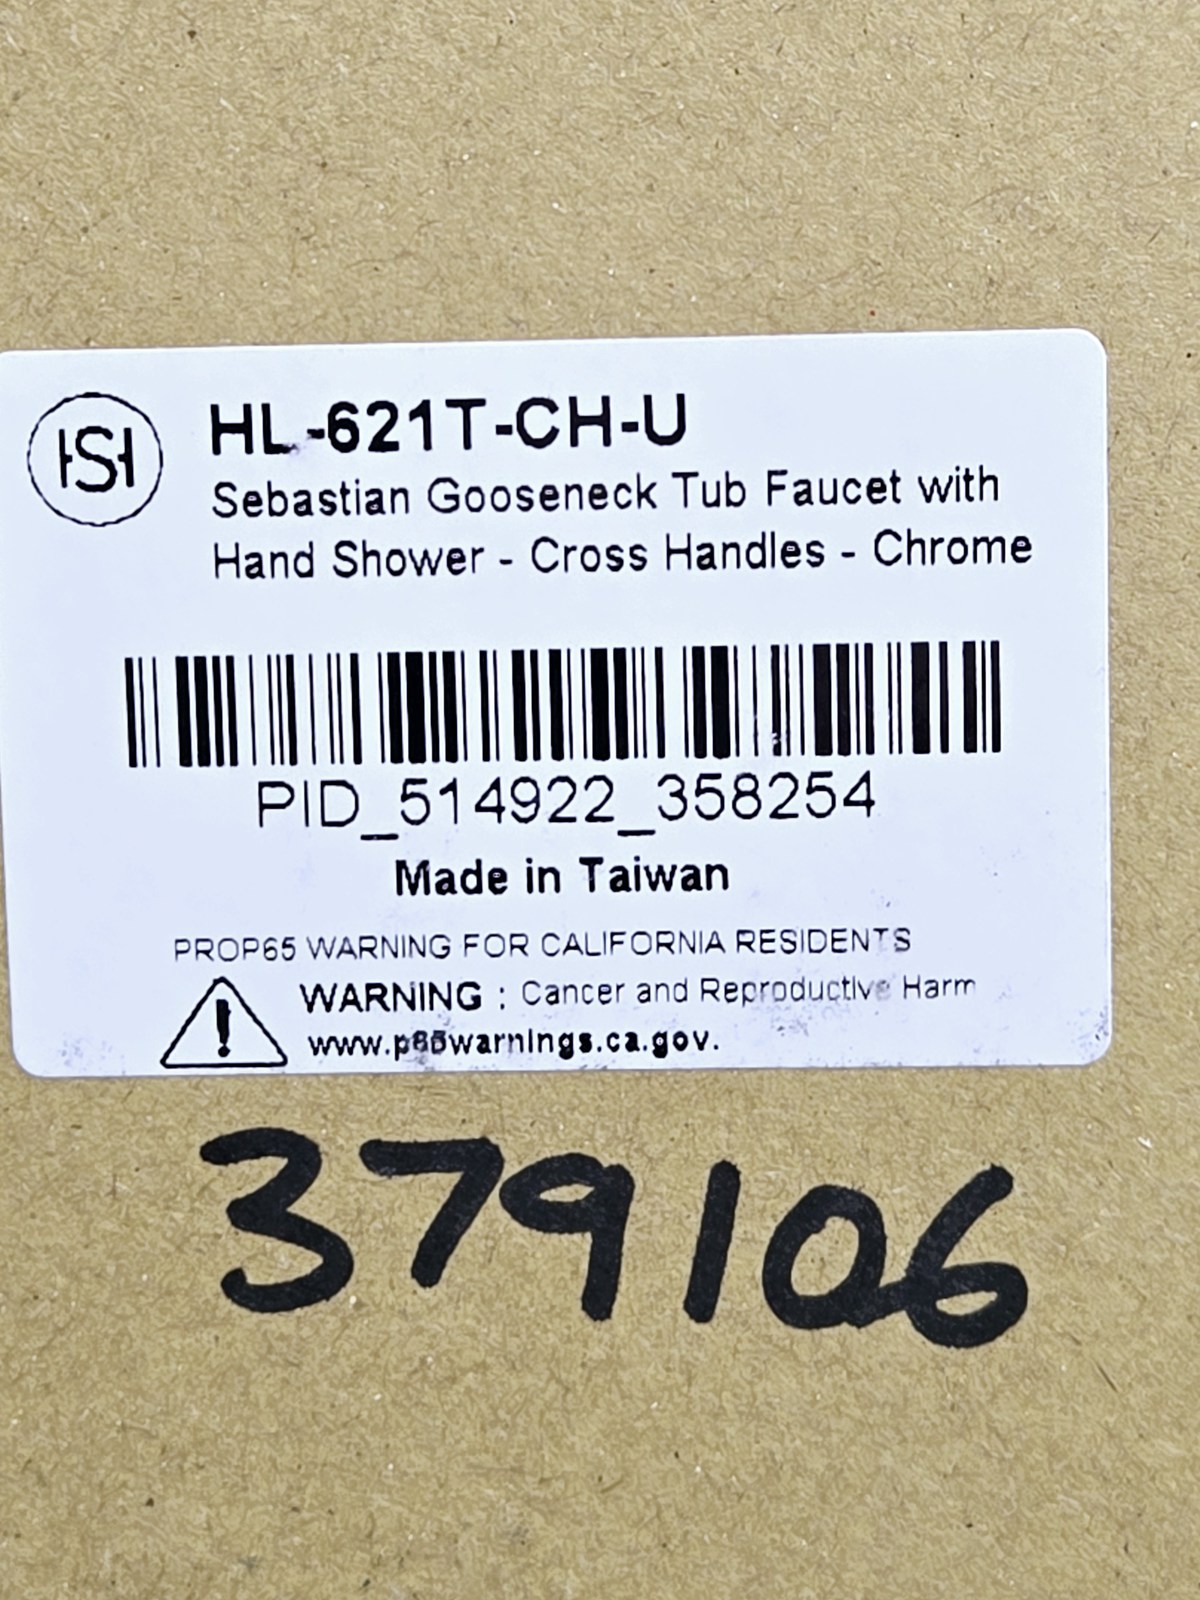 HSH
HL-621T-CH-U
Sebastian Gooseneck Tub Faucet with
Hand Shower - Cross Handles - Chrome
PID_514922_358254
Made in Taiwan
PROP65 WARNING FOR CALIFORNIA RESIDENTS
WARNING : Cancer and Reproductive Harm
www.p65warnings.ca.gov.
379106